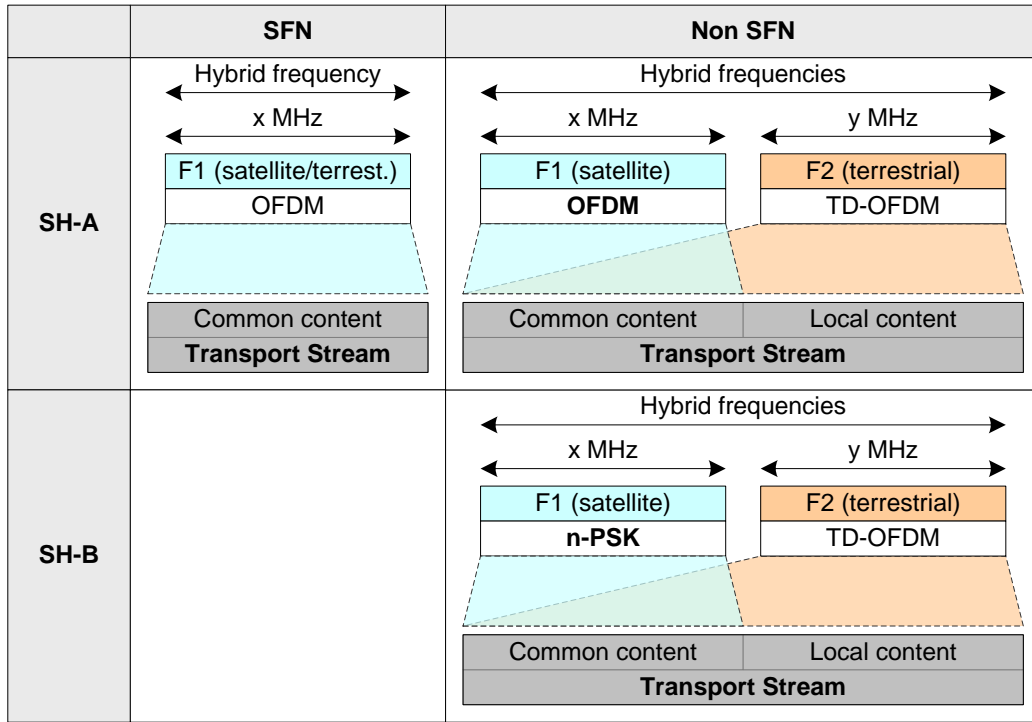 SFN
Non SFN
SH-A
Hybrid frequency
x MHz
F1 (satellite/terrest.)
OFDM
Common content
Transport Stream
Hybrid frequencies
x MHz
y MHz
F1 (satellite)
F2 (terrestrial)
OFDM
TD-OFDM
Common content
Local content
Transport Stream
SH-B
Hybrid frequencies
x MHz
y MHz
F1 (satellite)
F2 (terrestrial)
n-PSK
TD-OFDM
Common content
Local content
Transport Stream